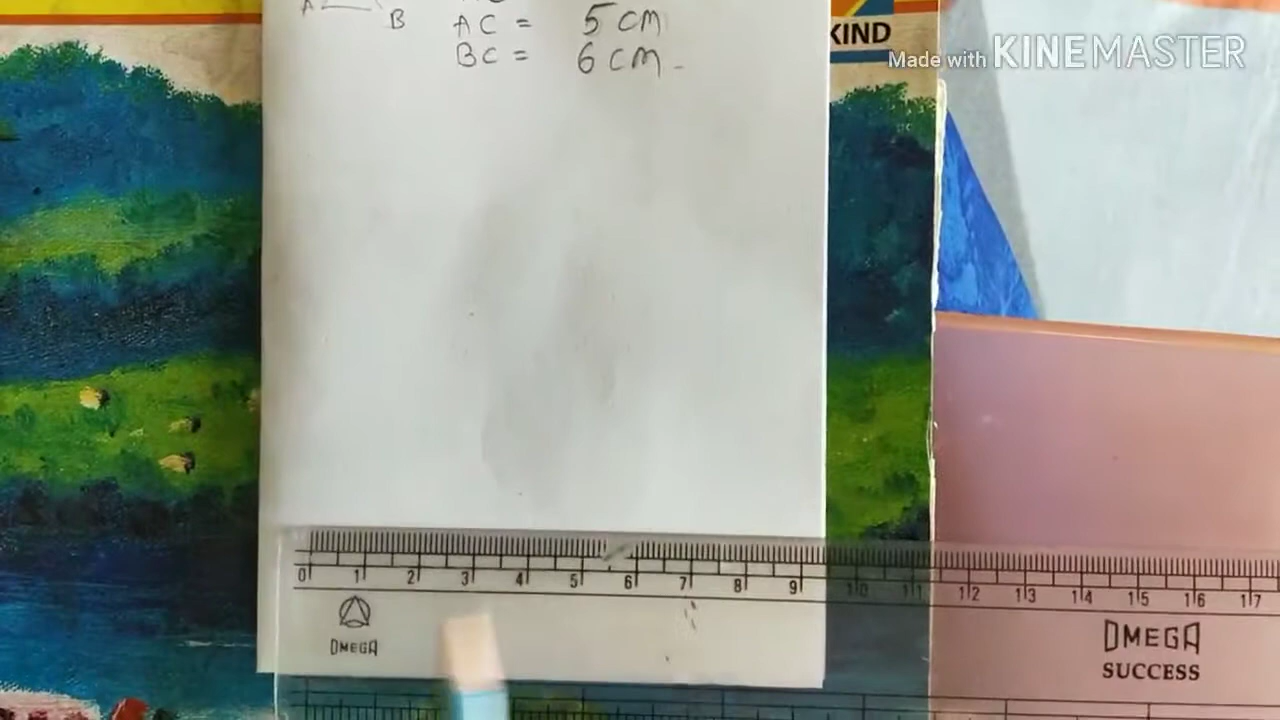 A
B
AC = 5 CM
BC = 6 CM
KIND
Made with KINEMASTER
0 1 2 3 4 5 6 7 8 9 10 11 12 13 14 15 16 17
OMEGA
OMEGA
SUCCESS